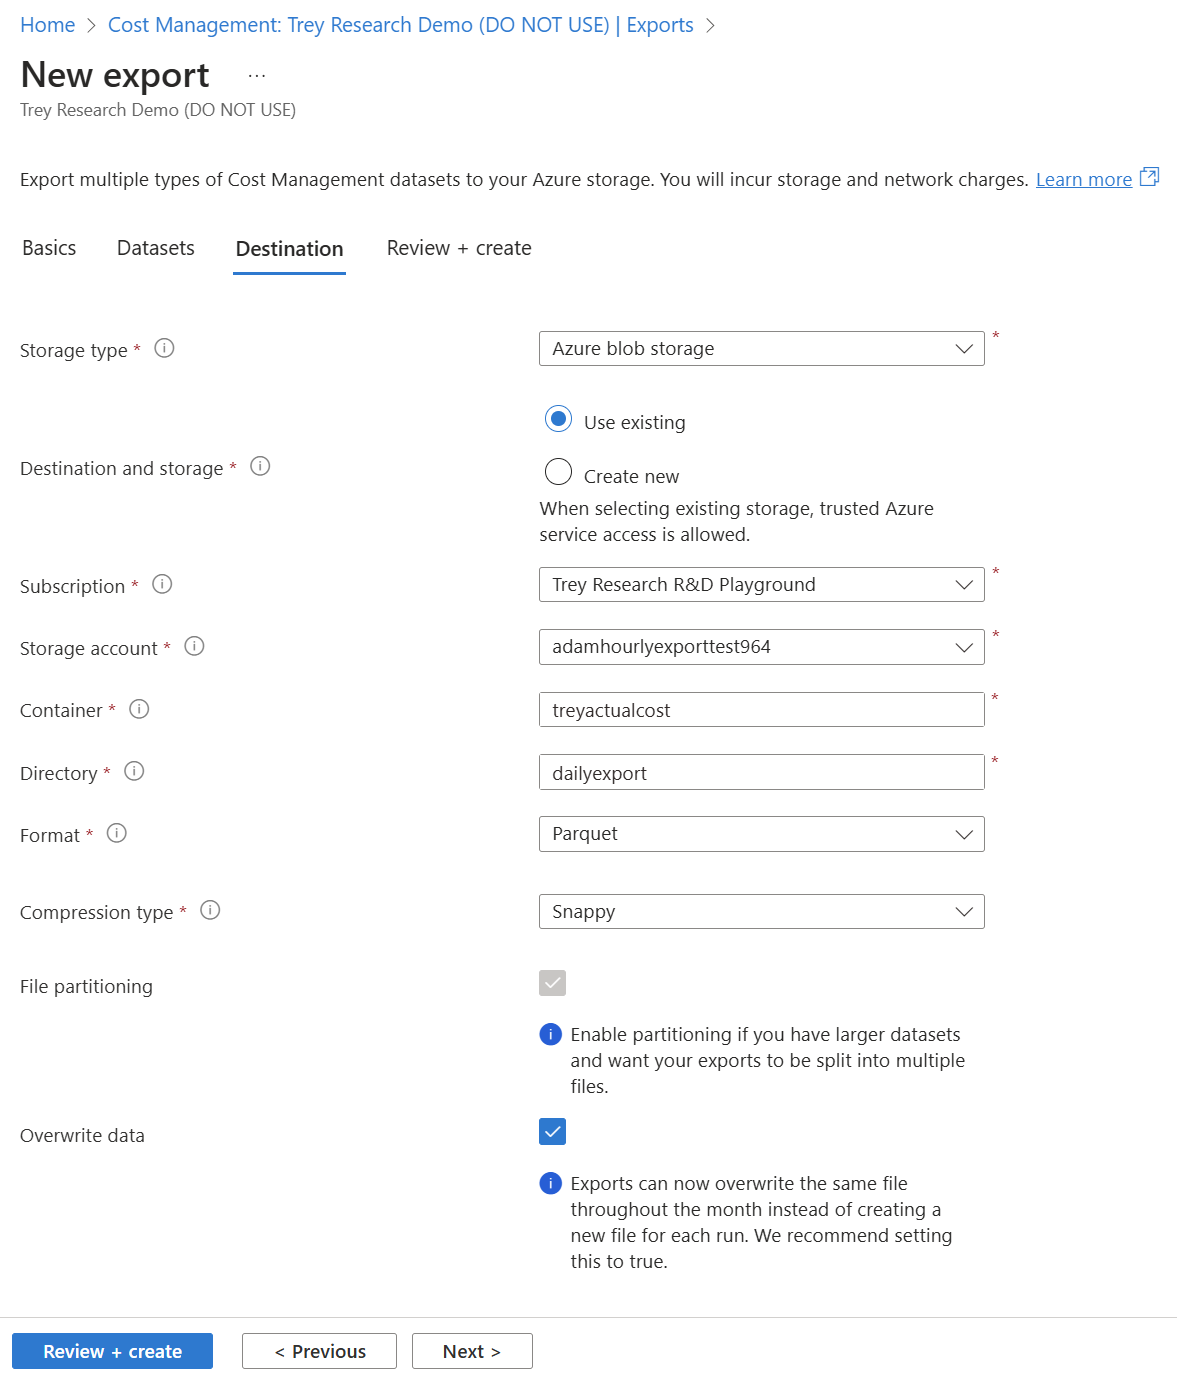 Home > Cost Management: Trey Research Demo (DO NOT USE) | Exports >
New export ...
Trey Research Demo (DO NOT USE)
Export multiple types of Cost Management datasets to your Azure storage. You will incur storage and network charges. Learn more
Basics Datasets Destination Review + create
Storage type * Azure blob storage *
Use existing
Destination and storage *
Create new
When selecting existing storage, trusted Azure
service access is allowed.
Subscription * Trey Research R&D Playground *
Storage account * adamhourlyexporttest964 *
Container * treyactualcost *
Directory * dailyexport *
Format * Parquet
Compression type * Snappy
File partitioning
Enable partitioning if you have larger datasets
and want your exports to be split into multiple
files.
Overwrite data
Exports can now overwrite the same file
throughout the month instead of creating a
new file for each run. We recommend setting
this to true.
Review + create < Previous Next >